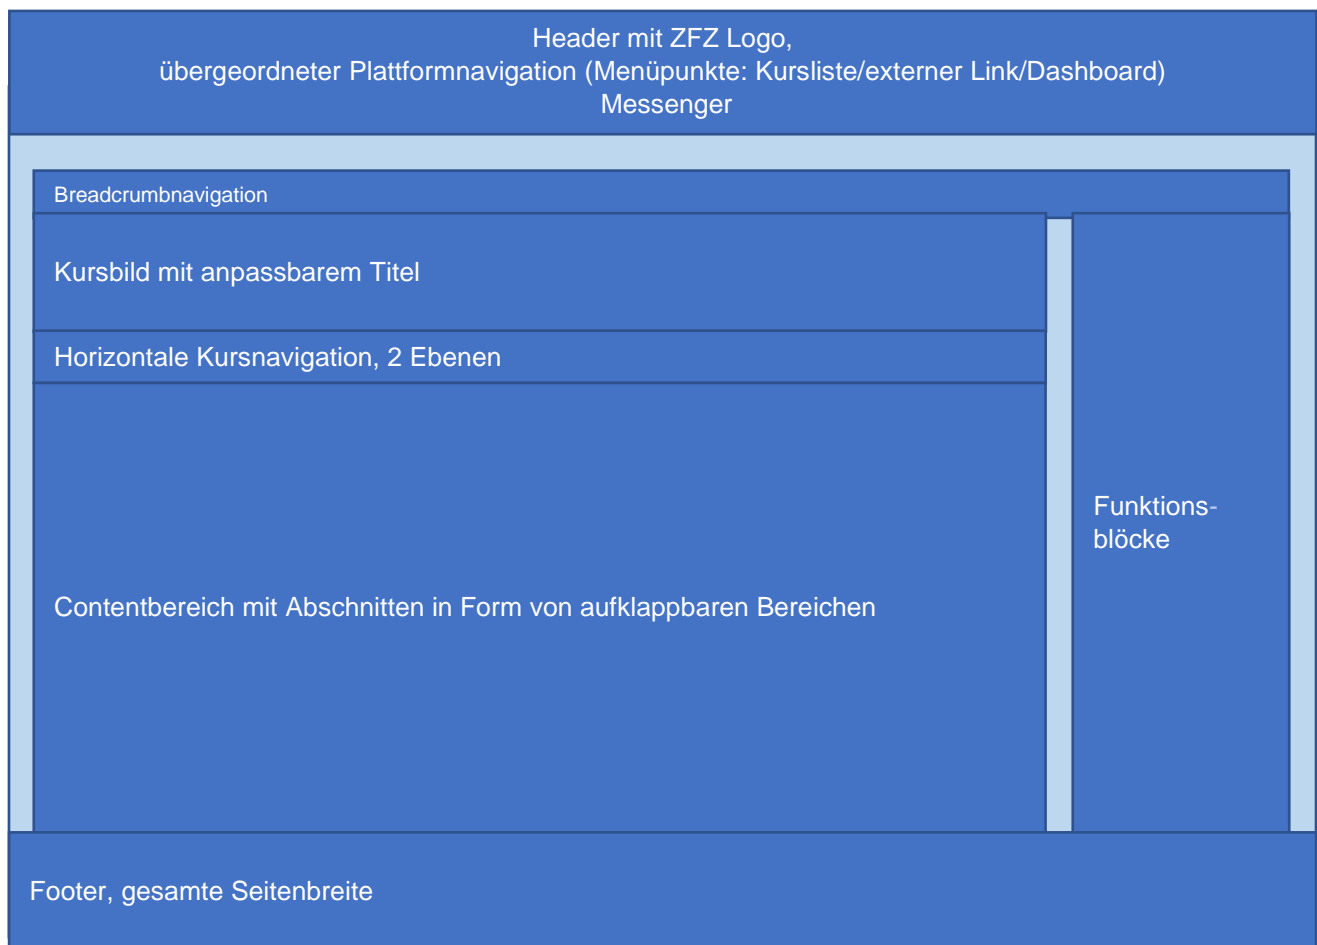 Header mit ZFZ Logo,
übergeordneter Plattformnavigation (Menüpunkte: Kursliste/externer Link/Dashboard)
Messenger
Breadcrumbnavigation
Kursbild mit anpassbarem Titel
Horizontale Kursnavigation, 2 Ebenen
Contentbereich mit Abschnitten in Form von aufklappbaren Bereichen
Funktions-
blöcke
Footer, gesamte Seitenbreite